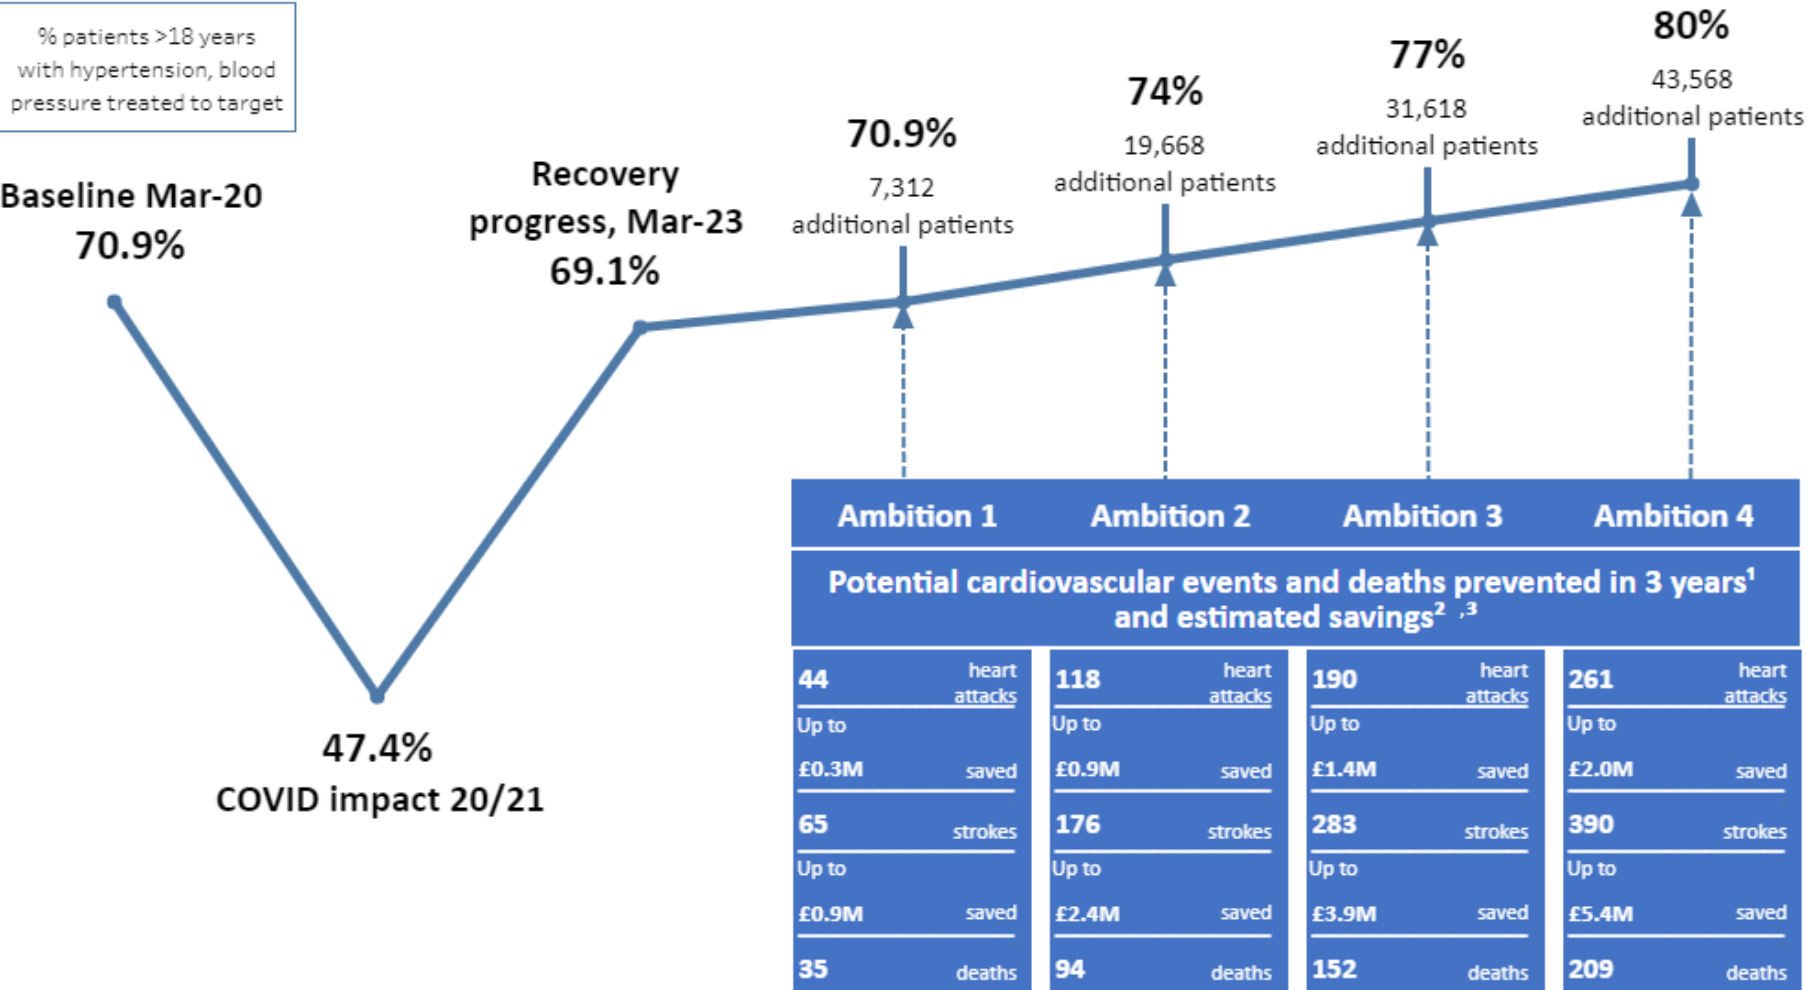 % patients >18 years
with hypertension, blood
pressure treated to target
Baseline Mar-20
70.9%
47.4%
COVID impact 20/21
Recovery
progress, Mar-23
69.1%
70.9%
7,312
additional patients
74%
19,668
additional patients
77%
31,618
additional patients
80%
43,568
additional patients
Ambition 1 Ambition 2 Ambition 3 Ambition 4
Potential cardiovascular events and deaths prevented in 3 years¹
and estimated savings² ,³
44 heart
attacks
Up to
£0.3M saved
65 strokes
Up to
£0.9M saved
35 deaths
118 heart
attacks
Up to
£0.9M saved
176 strokes
Up to
£2.4M saved
94 deaths
190 heart
attacks
Up to
£1.4M saved
283 strokes
Up to
£3.9M saved
152 deaths
261 heart
attacks
Up to
£2.0M saved
390 strokes
Up to
£5.4M saved
209 deaths